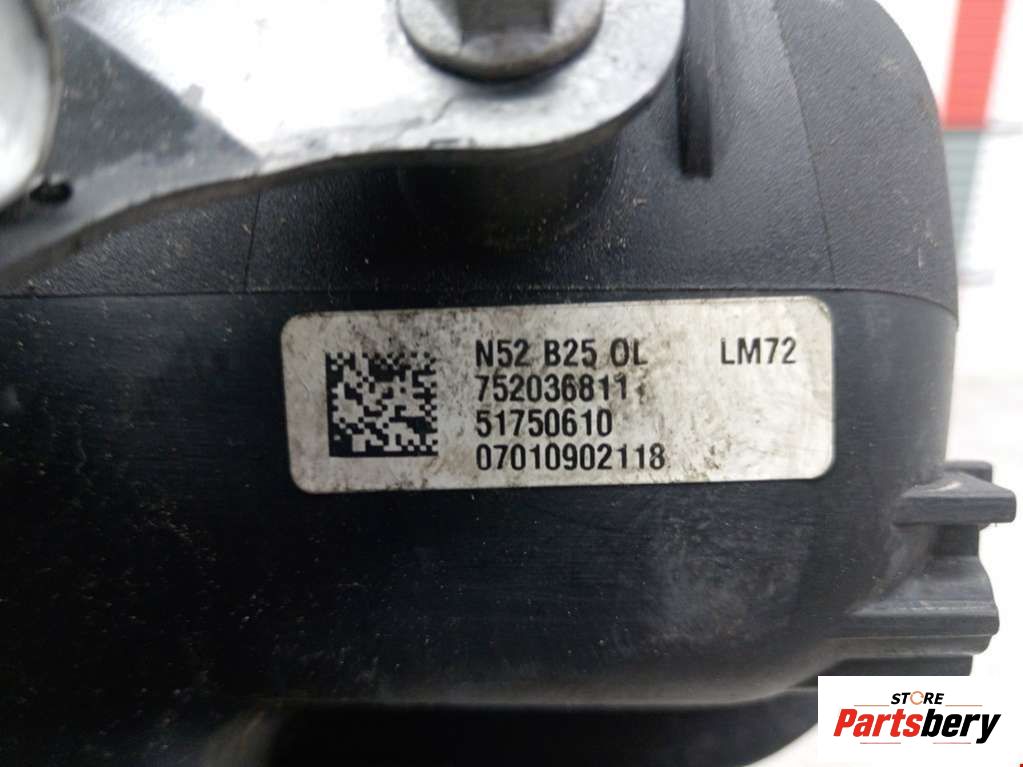 N52 B25 OL LM72
752036811
51750610
07010902118
STORE
Partsbery